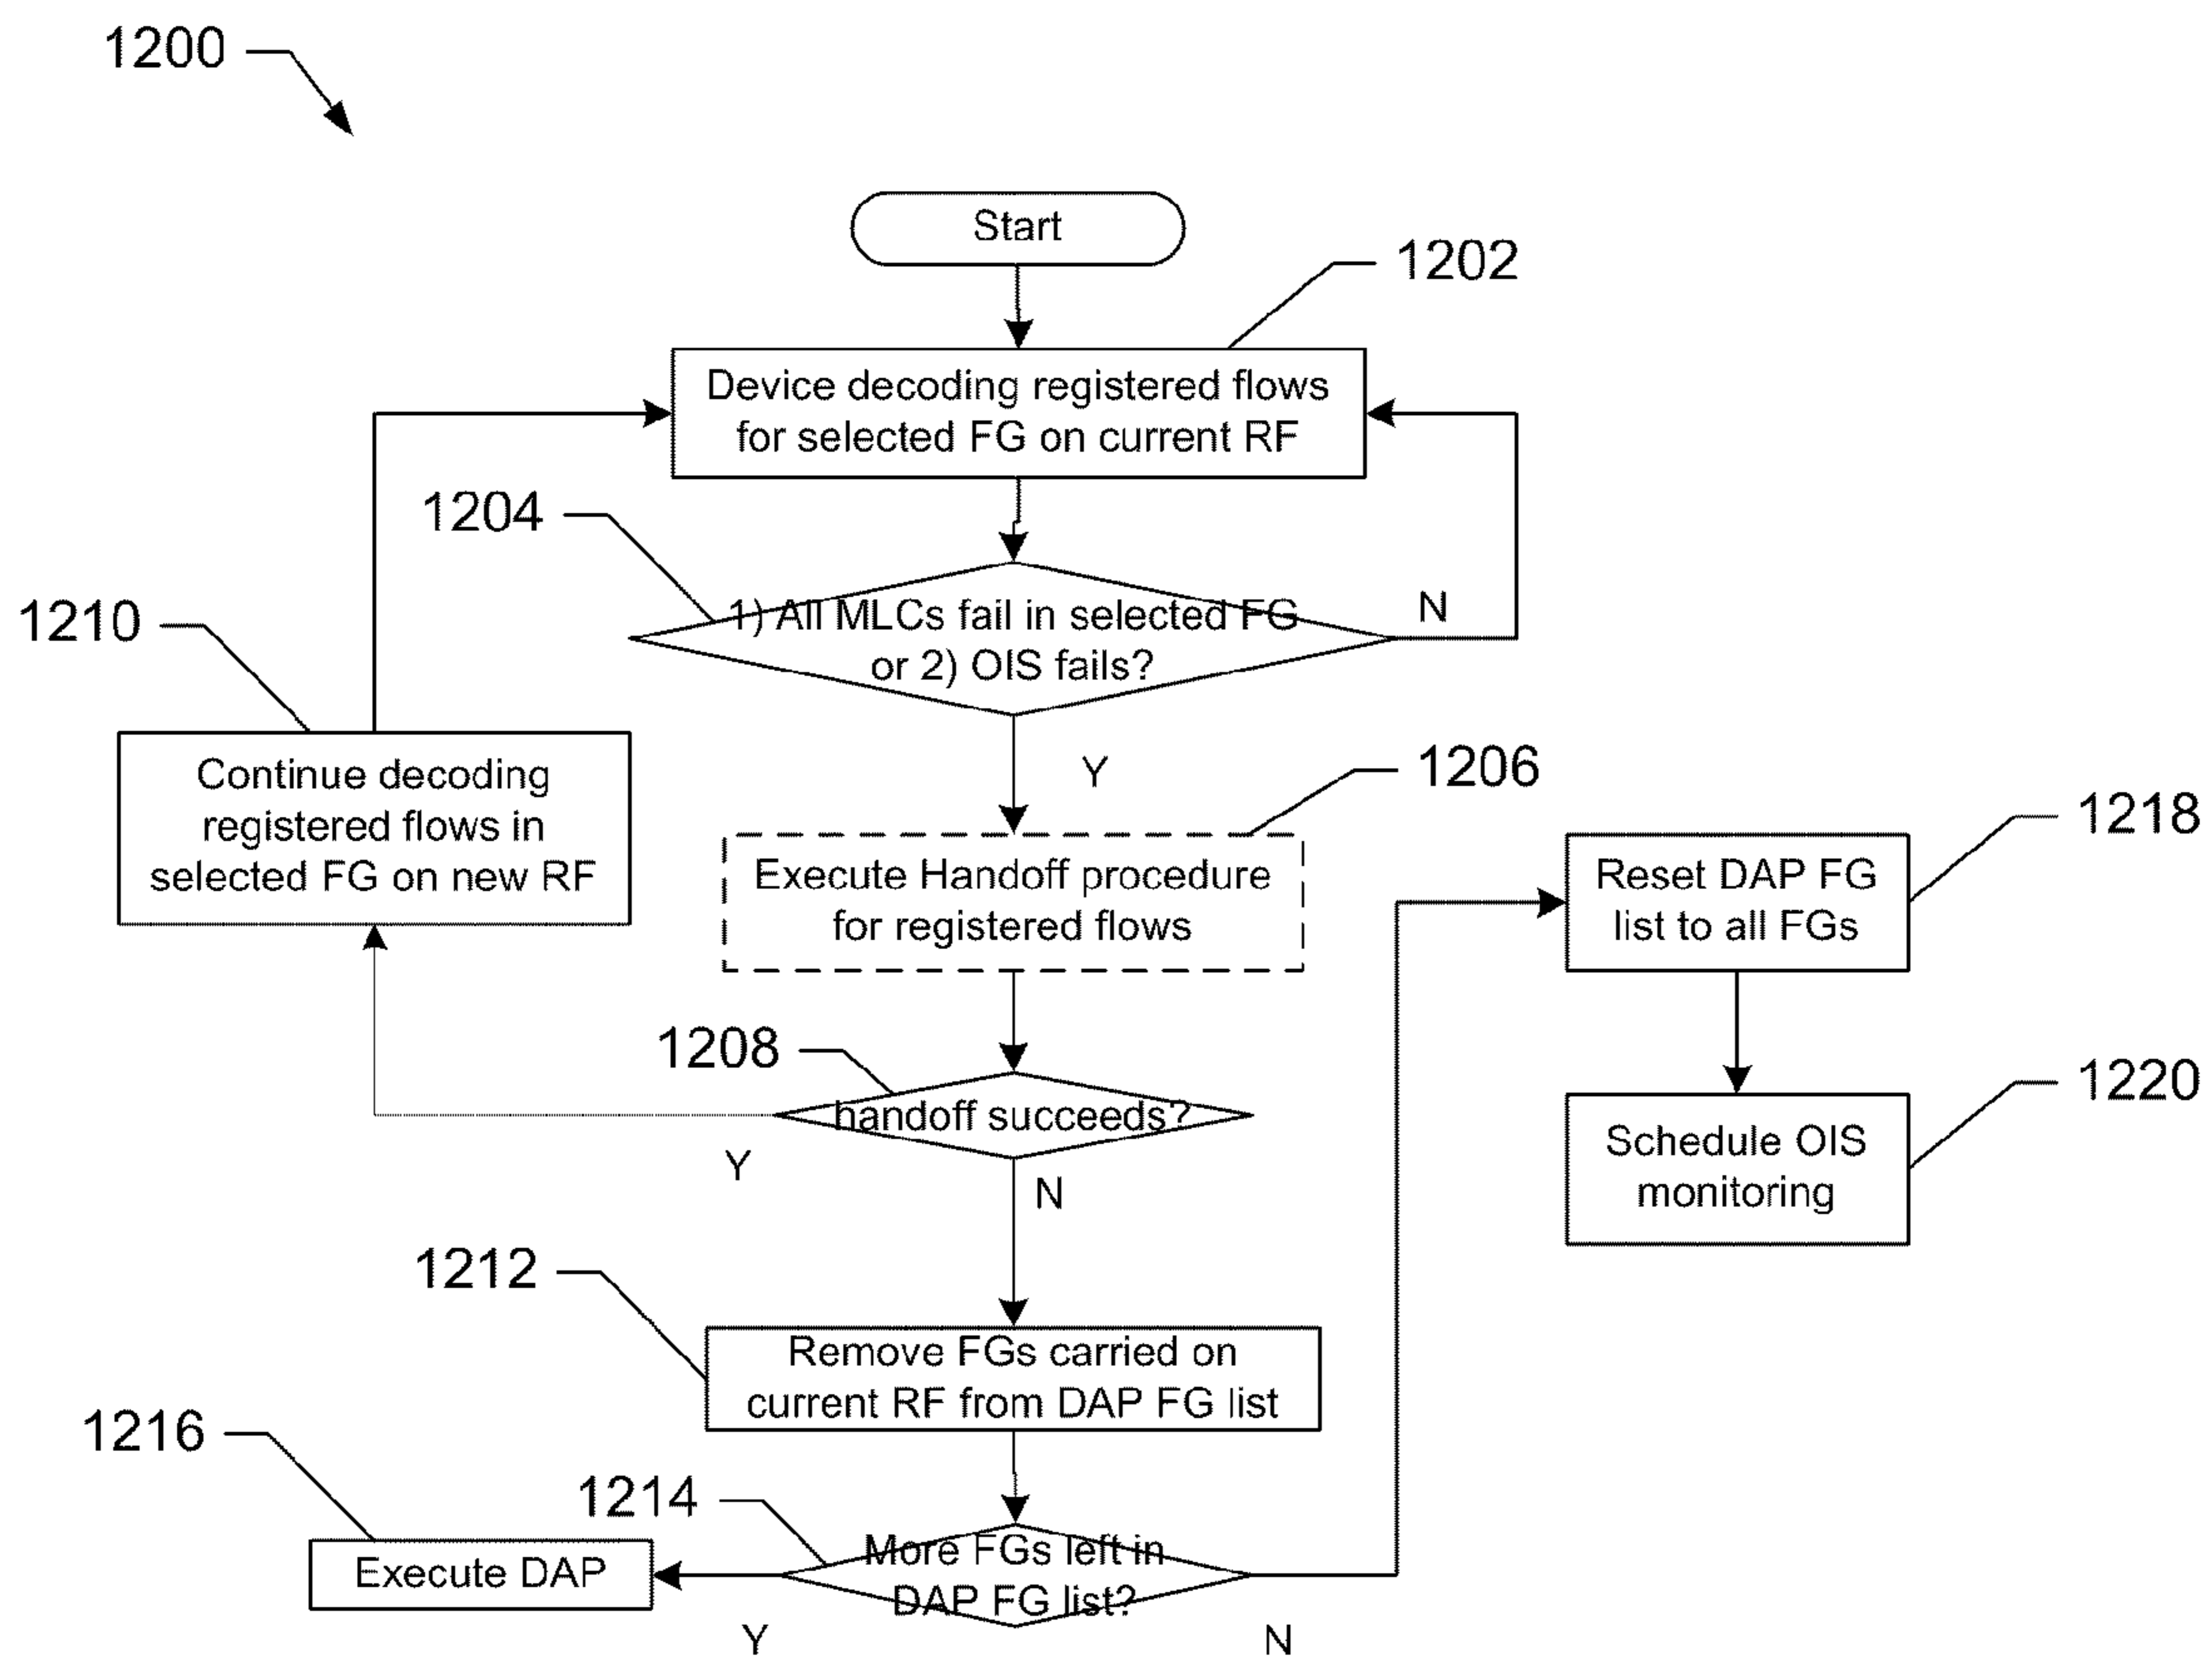 1200
Start
1202
Device decoding registered flows
for selected FG on current RF
1204
1) All MLCs fail in selected FG
or 2) OIS fails?
N
1210
Continue decoding
registered flows in
selected FG on new RF
Y
1206
Execute Handoff procedure
for registered flows
1218
Reset DAP FG
list to all FGs
1208
handoff succeeds?
Y
N
1220
Schedule OIS
monitoring
1212
Remove FGs carried on
current RF from DAP FG list
1216
Execute DAP
1214
More FGs left in
DAP FG list?
Y
N